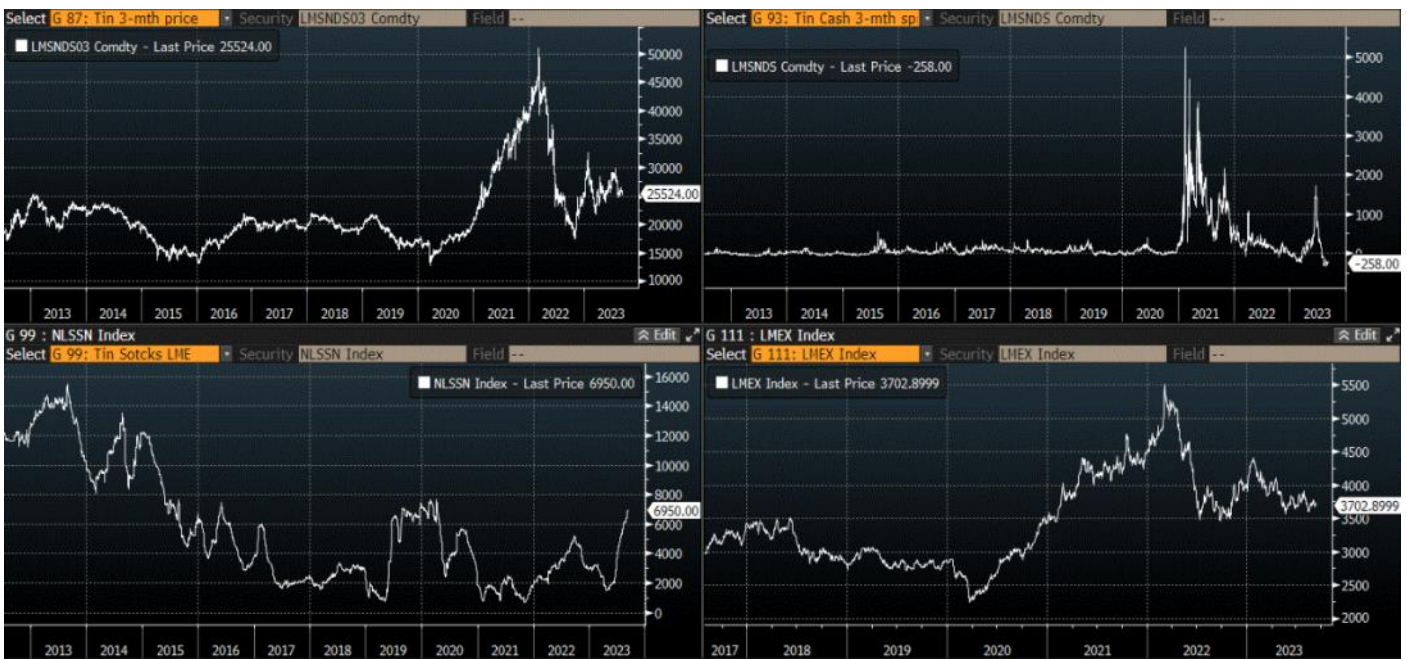 Select G 87: Tin 3-mth price Security LMSNDS03 Comdty Field --
LMSNDS03 Comdty - Last Price 25524.00
50000
45000
40000
35000
30000
25524.00
20000
15000
10000
2013 2014 2015 2016 2017 2018 2019 2020 2021 2022 2023
Select G 93: Tin Cash 3-mth sp Security LMSNDS Comdty Field --
LMSNDS Comdty - Last Price -258.00
5000
4000
3000
2000
1000
0
-258.00
2013 2014 2015 2016 2017 2018 2019 2020 2021 2022 2023
G 99 : NLSSN Index Edit
Select G 99: Tin Sotcks LME Security NLSSN Index Field --
NLSSN Index - Last Price 6950.00
16000
14000
12000
10000
8000
6950.00
6000
4000
2000
0
2013 2014 2015 2016 2017 2018 2019 2020 2021 2022 2023
G 111 : LMEX Index Edit
Select G 111: LMEX Index Security LMEX Index Field --
LMEX Index - Last Price 3702.8999
5500
5000
4500
4000
3702.8999
3500
3000
2500
2000
2017 2018 2019 2020 2021 2022 2023